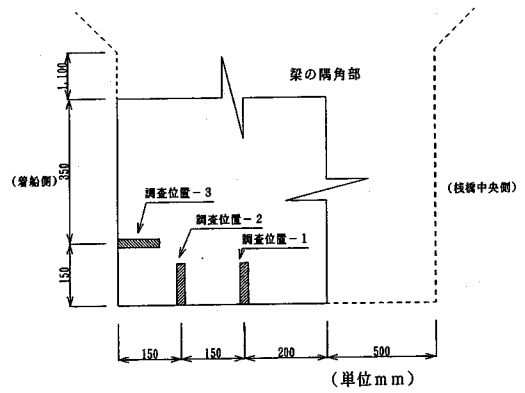 梁の隅角部
1,100
350
150
(着船側)
(桟橋中央側)
調査位置-3
調査位置-2
調査位置-1
150
150
200
500
(単位mm)